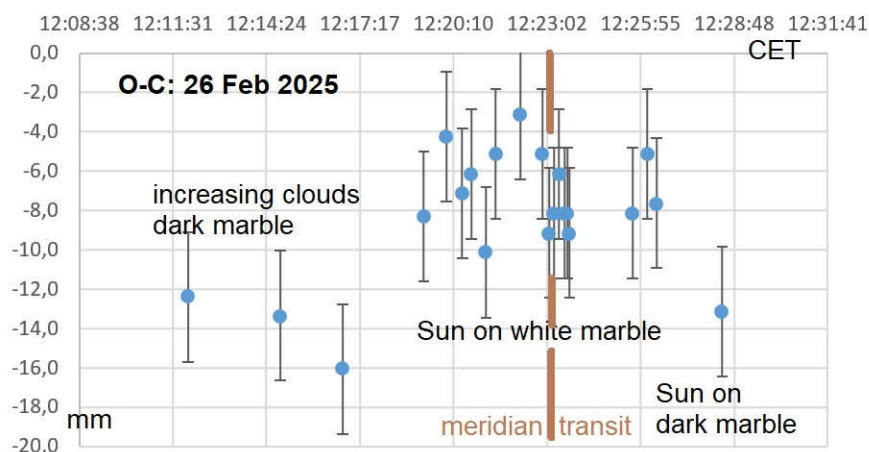 12:08:38 12:11:31 12:14:24 12:17:17 12:20:10 12:23:02 12:25:55 12:28:48 12:31:41
0,0
CET
O-C: 26 Feb 2025
-2,0
-4,0
-6,0
increasing clouds
dark marble
-8,0
-10,0
-12,0
-14,0
Sun on white marble
-16,0
Sun on
dark marble
-18,0
mm
meridian transit
-20,0